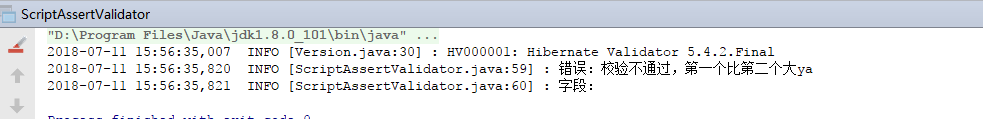 ScriptAssertValidator
"D:\Program Files\Java\jdk1.8.0_101\bin\java" ...
2018-07-11 15:56:35,007  INFO [Version.java:30] : HV000001: Hibernate Validator 5.4.2.Final
2018-07-11 15:56:35,820  INFO [ScriptAssertValidator.java:59] : 错误: 校验不通过，第一个比第二个大ya
2018-07-11 15:56:35,821  INFO [ScriptAssertValidator.java:60] : 字段:
Process finished with exit code 0